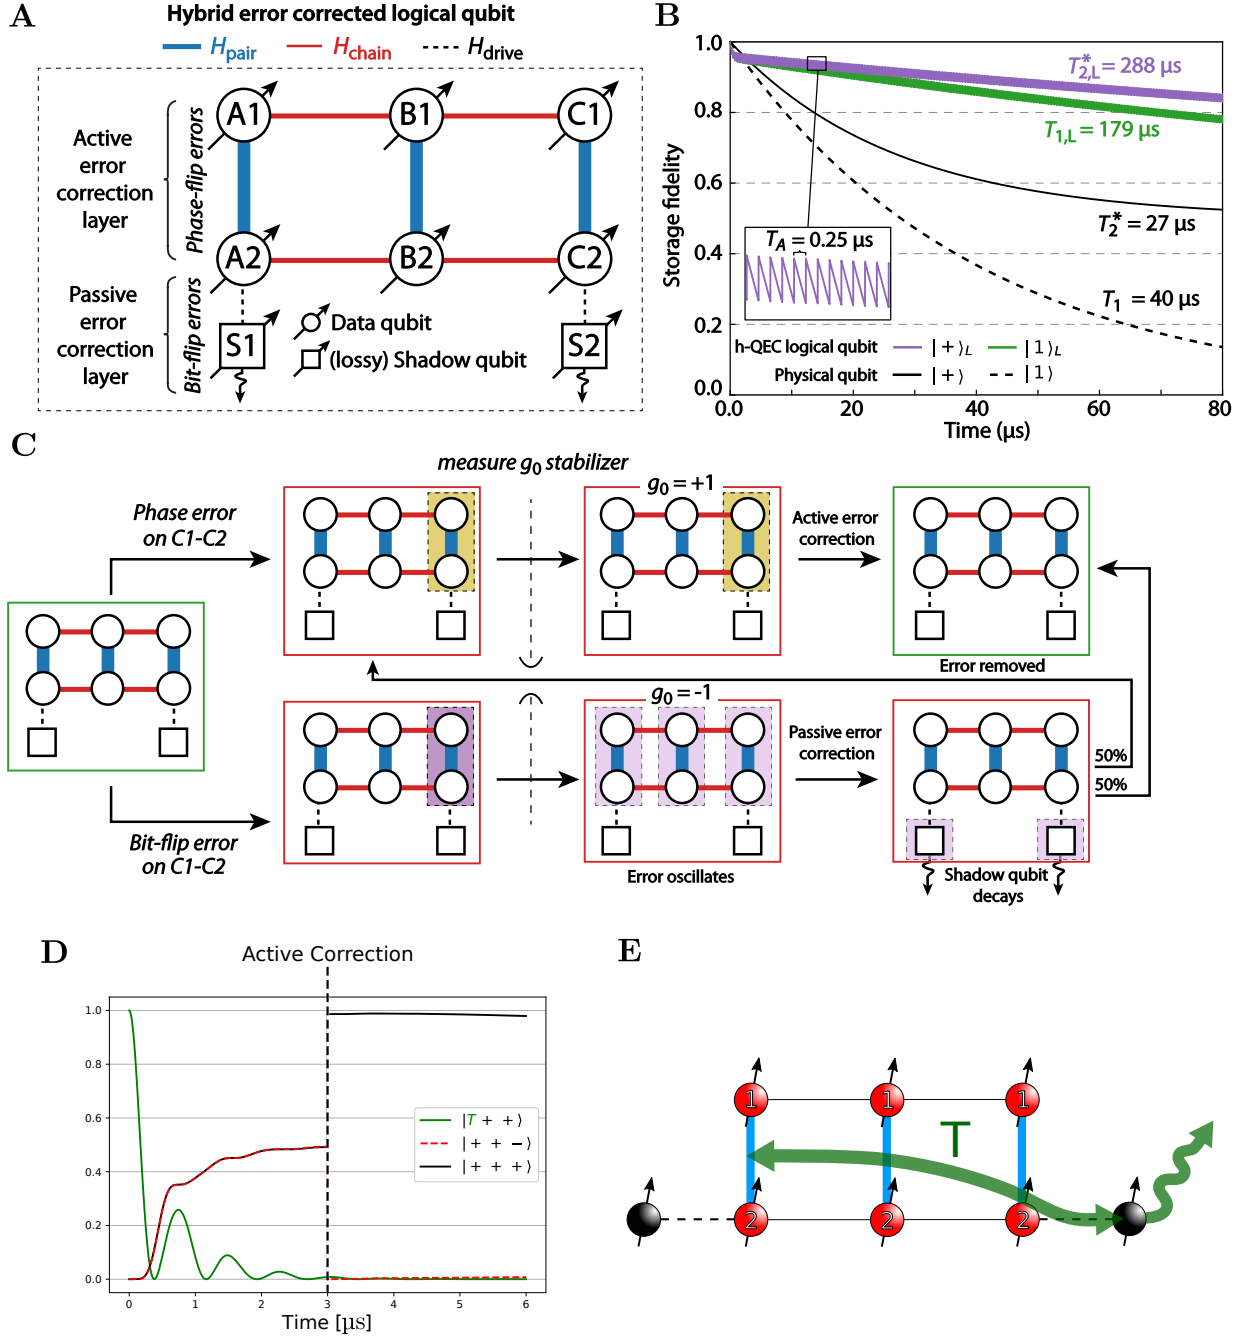 A
Hybrid error corrected logical qubit
H_pair H_chain H_drive
Active
error
correction
layer
Phase-flip errors
A1 B1 C1
A2 B2 C2
Passive
error
correction
layer
Bit-flip errors
S1 S2
Data qubit
(lossy) Shadow qubit
B
Storage fidelity
1.0
0.8
0.6
0.4
0.2
0.0
T*_2,L = 288 µs
T_1,L = 179 µs
T*_2 = 27 µs
T_1 = 40 µs
T_A = 0.25 µs
h-QEC logical qubit |+⟩_L |1⟩_L
Physical qubit |+⟩ |1⟩
0.0 20 40 60 80
Time (µs)
C
measure g_0 stabilizer
Phase error
on C1-C2
g_0 = +1
Active error
correction
Error removed
Bit-flip error
on C1-C2
g_0 = -1
Error oscillates
Passive error
correction
50%
50%
Shadow qubit
decays
D
Active Correction
1.0
0.8
0.6
0.4
0.2
0.0
|T + +⟩
|+ + −⟩
|+ + +⟩
0 1 2 3 4 5 6
Time [µs]
E
1 1 1
T
2 2 2